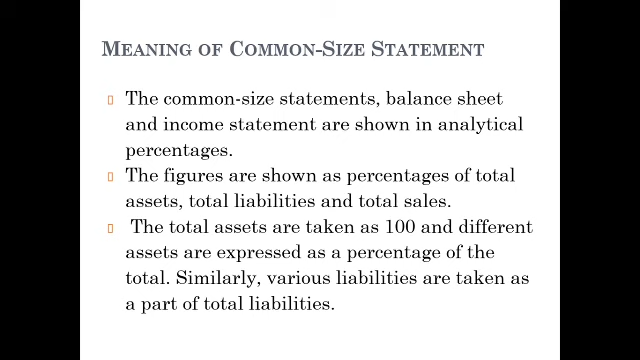 MEANING OF COMMON-SIZE STATEMENT
The common-size statements, balance sheet
and income statement are shown in analytical
percentages.
The figures are shown as percentages of total
assets, total liabilities and total sales.
The total assets are taken as 100 and different
assets are expressed as a percentage of the
total. Similarly, various liabilities are taken as
a part of total liabilities.